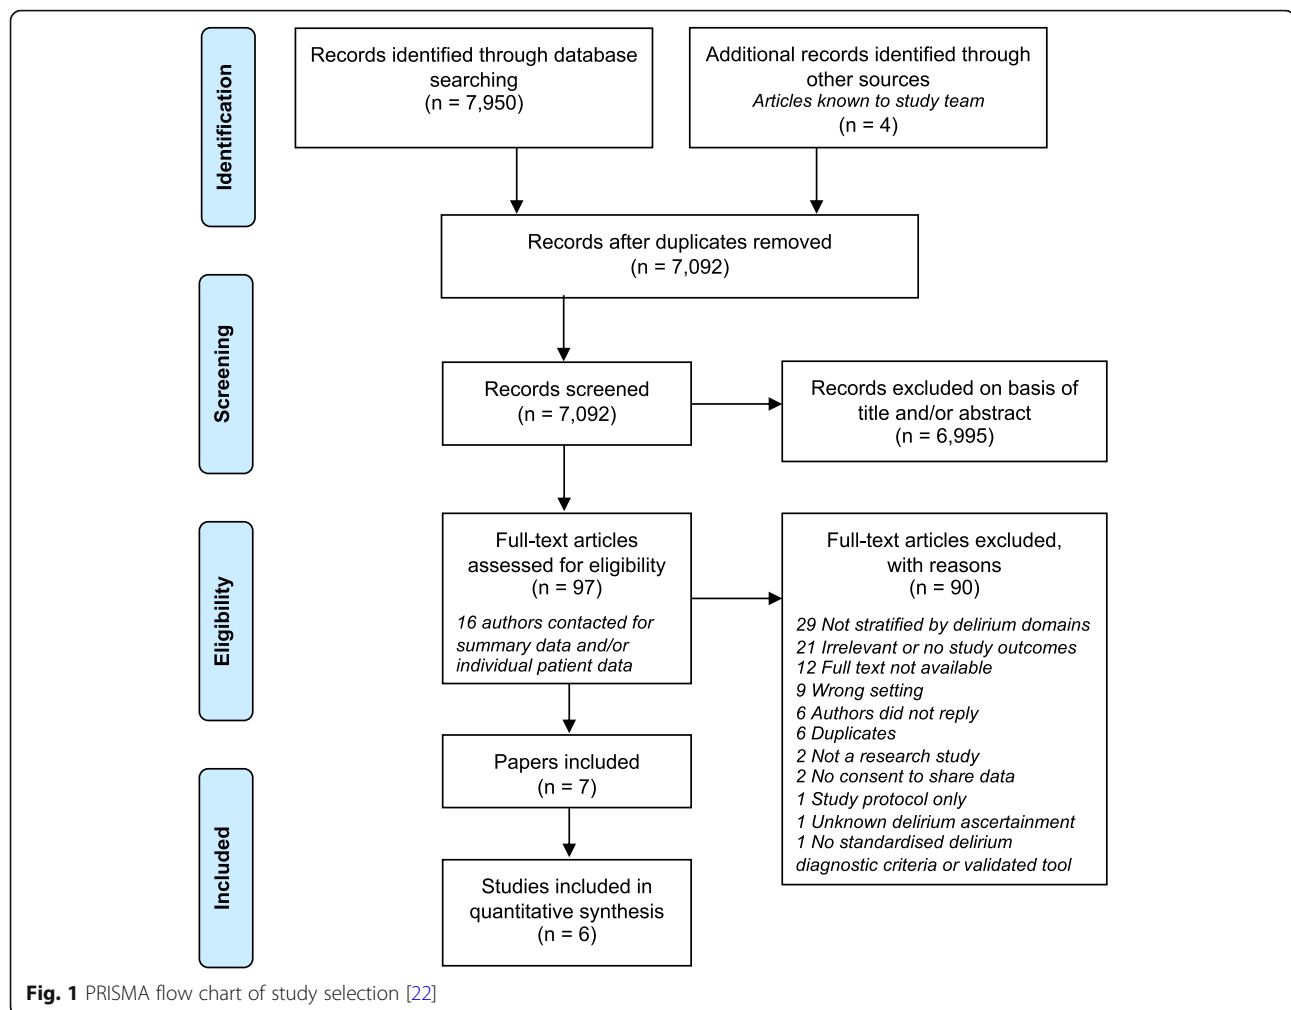 Identification
Records identified through database
searching
(n = 7,950)
Additional records identified through
other sources
Articles known to study team
(n = 4)
Records after duplicates removed
(n = 7,092)
Screening
Records screened
(n = 7,092)
Records excluded on basis of
title and/or abstract
(n = 6,995)
Eligibility
Full-text articles
assessed for eligibility
(n = 97)
16 authors contacted for
summary data and/or
individual patient data
Full-text articles excluded,
with reasons
(n = 90)
29 Not stratified by delirium domains
21 Irrelevant or no study outcomes
12 Full text not available
9 Wrong setting
6 Authors did not reply
6 Duplicates
2 Not a research study
2 No consent to share data
1 Study protocol only
1 Unknown delirium ascertainment
1 No standardised delirium
diagnostic criteria or validated tool
Included
Papers included
(n = 7)
Studies included in
quantitative synthesis
(n = 6)
Fig. 1 PRISMA flow chart of study selection [22]